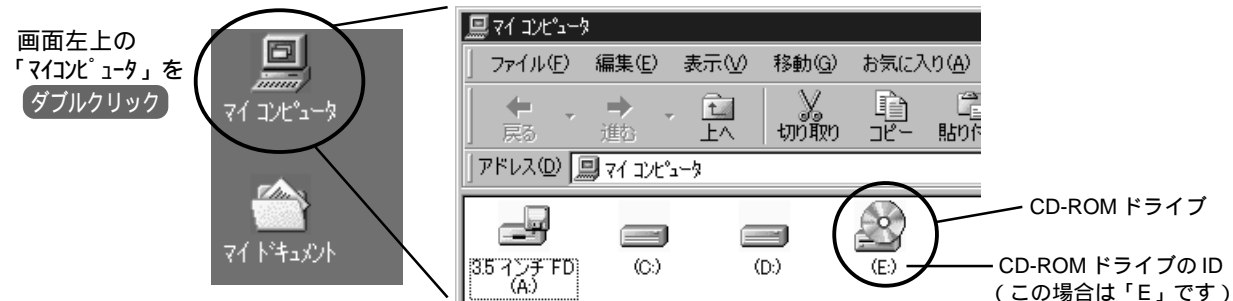 画面左上の
「ﾏｲｺﾝﾋﾟｭｰﾀ」を
ダブルクリック
マイ コンピュータ
マイ ドキュメント
マイ コンピュータ
ファイル(F) 編集(E) 表示(V) 移動(G) お気に入り(A)
戻る 進む 上へ 切り取り コピー 貼り付
アドレス(D) マイ コンピュータ
3.5 インチ FD (C:) (D:) (E:)
(A:)
CD-ROM ドライブ
CD-ROM ドライブの ID
( この場合は「E」です )